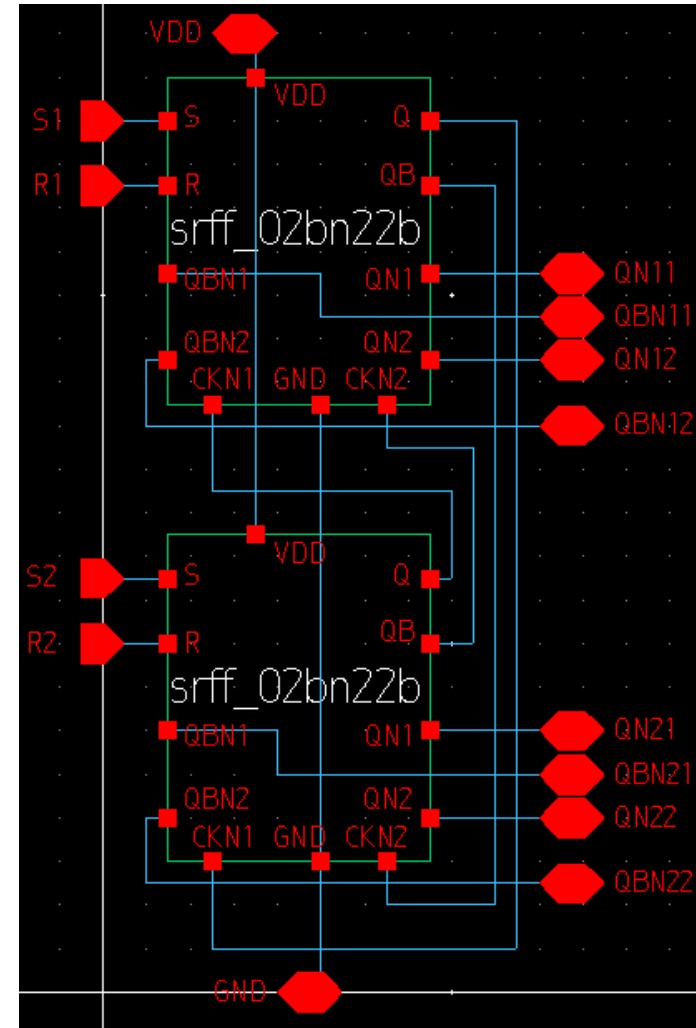 VDD
VDD
S1 S Q
R1 R QB
srff_02bn22b
QBN1 QN1 QN11
QBN11
QBN2 QN2 QN12
CKN1 GND CKN2
QBN12
VDD
S2 S Q
R2 R QB
srff_02bn22b
QBN1 QN1 QN21
QBN21
QBN2 QN2 QN22
CKN1 GND CKN2
QBN22
GND